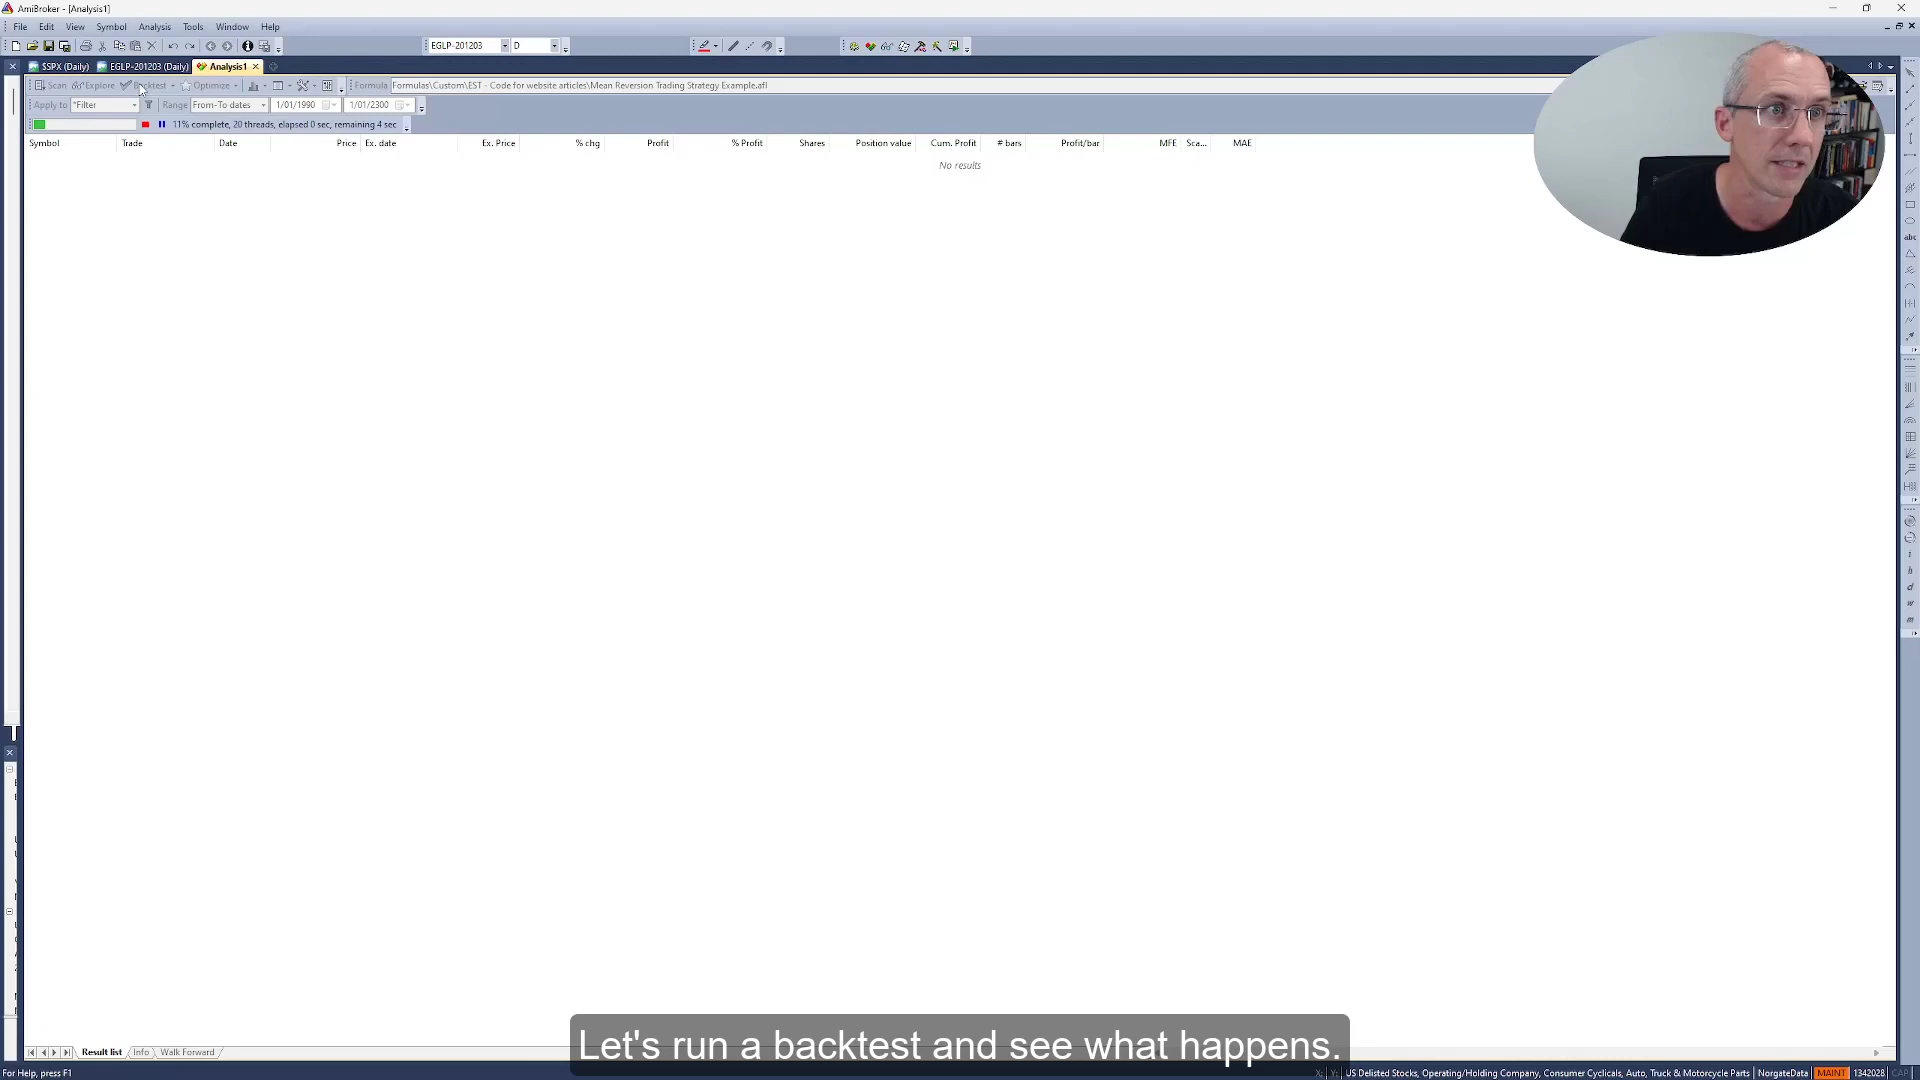 AmiBroker - [Analysis1]
File Edit View Symbol Analysis Tools Window Help
EGLP-201203 D
$SPX (Daily) EGLP-201203 (Daily) Analysis1
Scan Explore Backtest Optimize Formula Formulas\Custom\EST - Code for website articles\Mean Reversion Trading Strategy Example.afl
Apply to *Filter Range From-To dates 1/01/1990 1/01/2300
11% complete, 20 threads, elapsed 0 sec, remaining 4 sec
Symbol Trade Date Price Ex. date Ex. Price % chg Profit % Profit Shares Position value Cum. Profit # bars Profit/bar MFE Sca... MAE
No results
abc
i
h
d
w
m
Let's run a backtest and see what happens.
Result list Info Walk Forward
For Help, press F1 X: Y: US Delisted Stocks, Operating/Holding Company, Consumer Cyclicals, Auto, Truck & Motorcycle Parts NorgateData MAINT 1342028 CAP